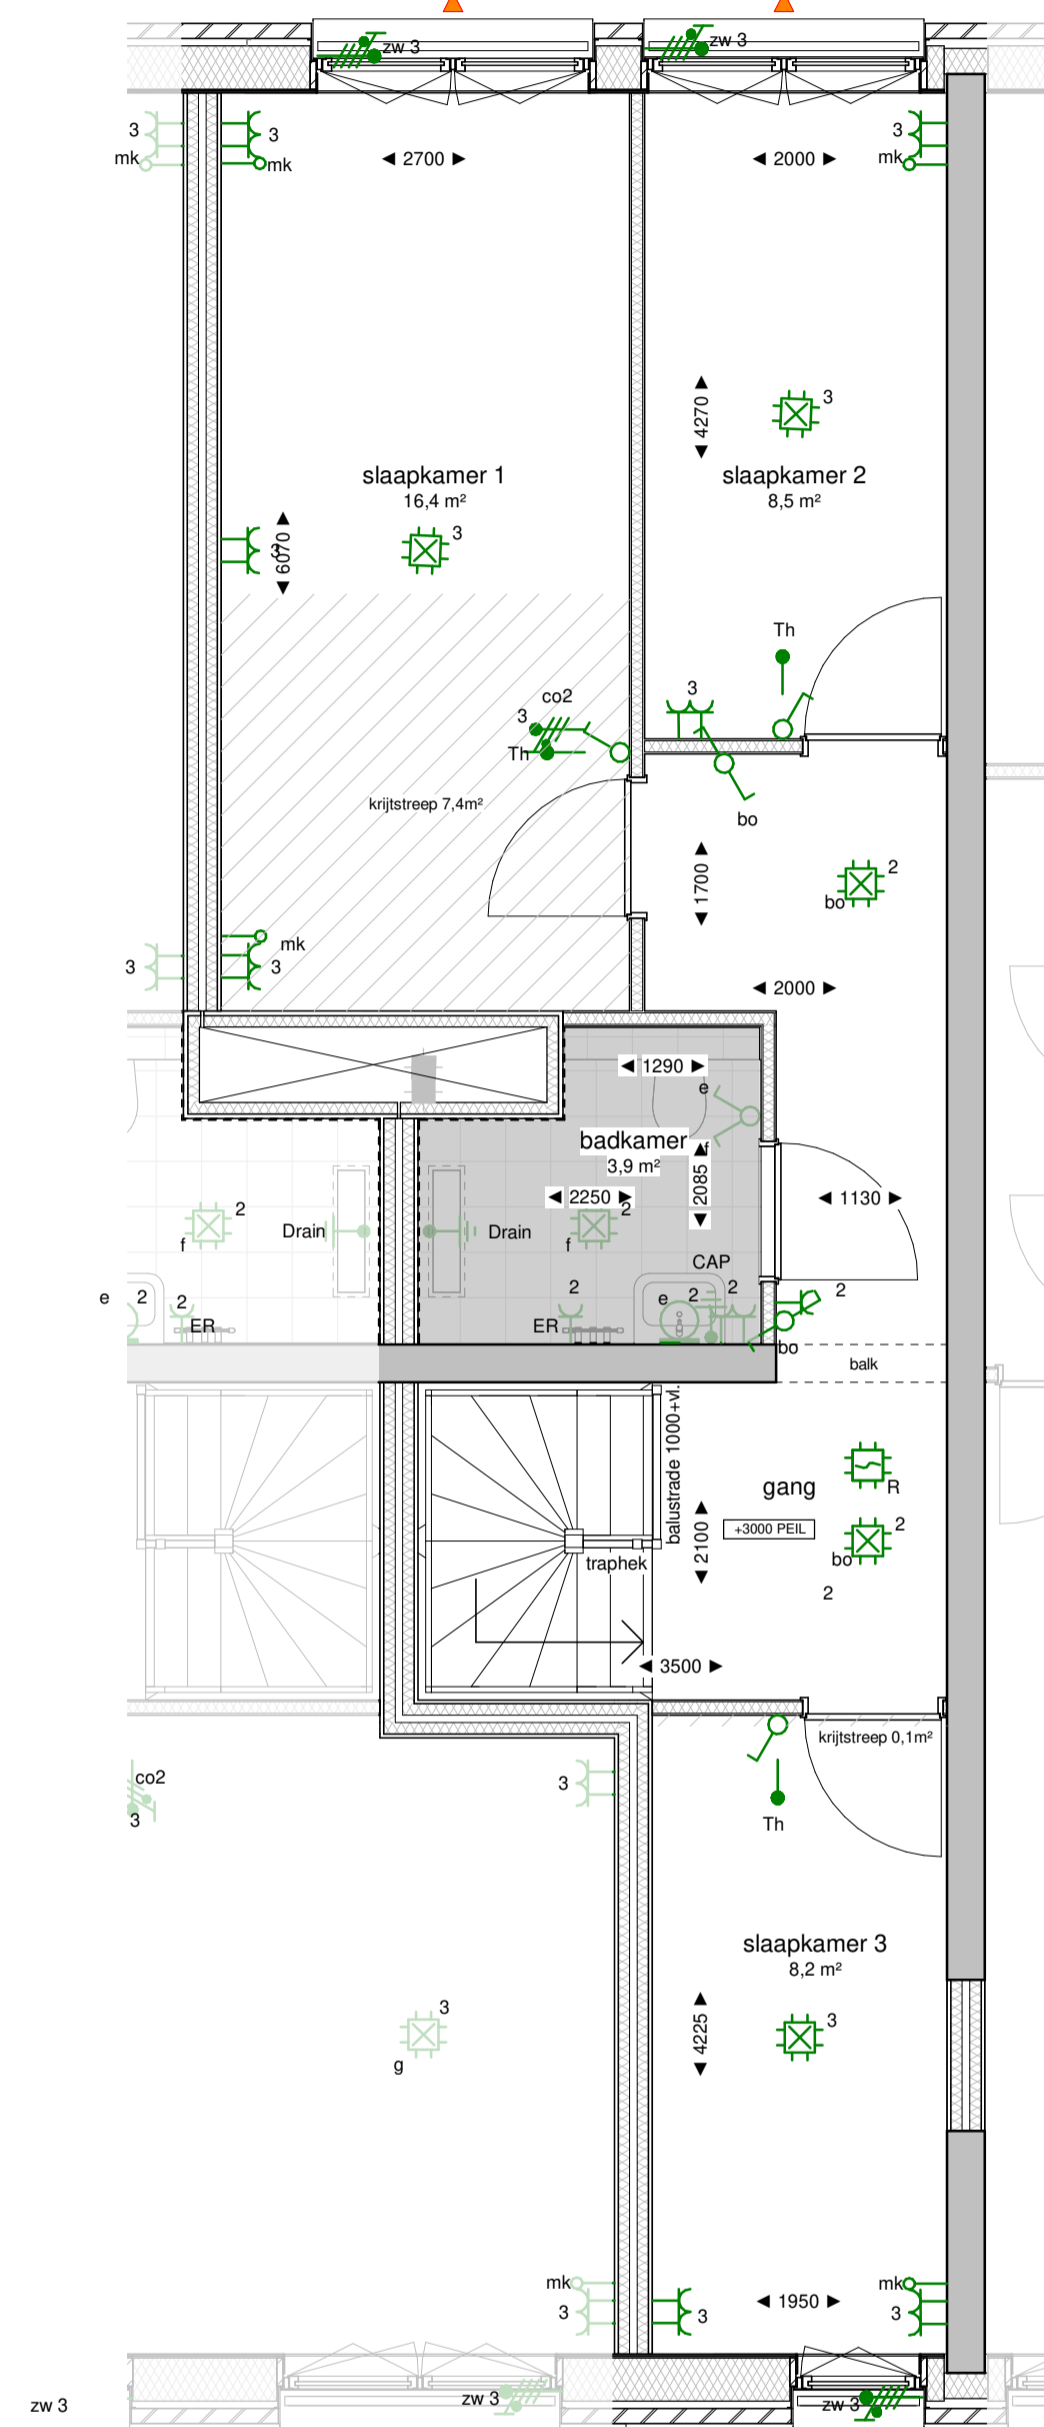 zw 3
zw 3
3
mk
3
mk
2700
2000
3
mk
4270
3
slaapkamer 1
16,4 m²
slaapkamer 2
8,5 m²
3
6070
3
Th
co2
3
Th
3
krijtstreep 7,4m²
bo
1700
2
bo
mk
3
3
2000
1290
e
badkamer
3,9 m²
f
2085
2250
1130
2
f
Drain
Drain
2
f
CAP
e
2
2
ER
2
ER
e
2
2
2
bo
balk
balustrade 1000+vl.
gang
R
+3000 PEIL
2100
2
bo
traphek
2
3500
krijtstreep 0,1m²
co2
3
3
Th
slaapkamer 3
8,2 m²
3
g
4225
3
mk
3
3
1950
mk
3
zw 3
zw 3
zw 3